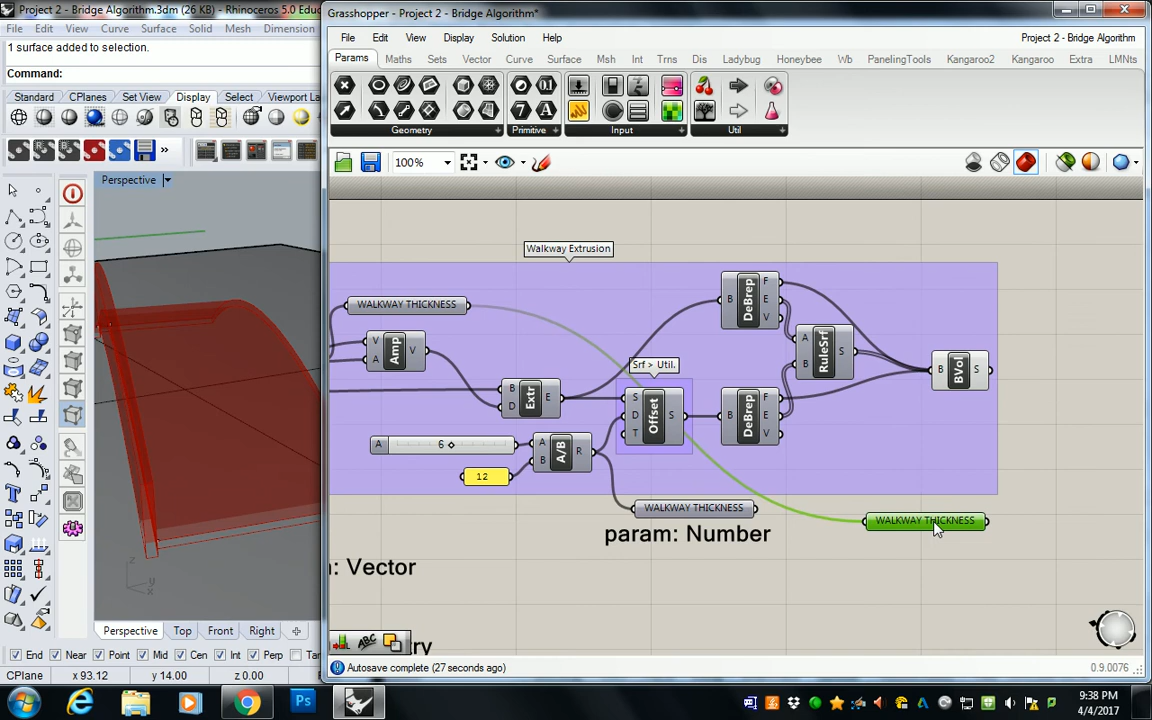 Project 2 - Bridge Algorithm.3dm (26 KB) - Rhinoceros 5.0 Educ
File Edit View Curve Surface Solid Mesh Dimension
1 surface added to selection.
Command:
Standard CPlanes Set View Display Select Viewport La
Perspective
Grasshopper - Project 2 - Bridge Algorithm*
File Edit View Display Solution Help
Project 2 - Bridge Algorithm
Params Maths Sets Vector Curve Surface Msh Int Trns Dis Ladybug Honeybee Wb PanelingTools Kangaroo2 Kangaroo Extra LMNts
Geometry Primitive Input Util
100%
Walkway Extrusion
WALKWAY THICKNESS
V
A
Amp
V
B
D
Extr
E
Srf > Util.
S
D
T
Offset
S
B
DeBrep
F
E
V
A
B
RuleSrf
S
B
DeBrep
F
E
V
B
BVol
S
A
6
12
A
B
A/B
R
WALKWAY THICKNESS
WALKWAY THICKNESS
param: Number
: Vector
ry
Perspective Top Front Right
End Near Point Mid Cen Int Perp Tan
CPlane x 93.12 y 14.00 z 0.00
Autosave complete (27 seconds ago)
0.9.0076
9:38 PM
4/4/2017